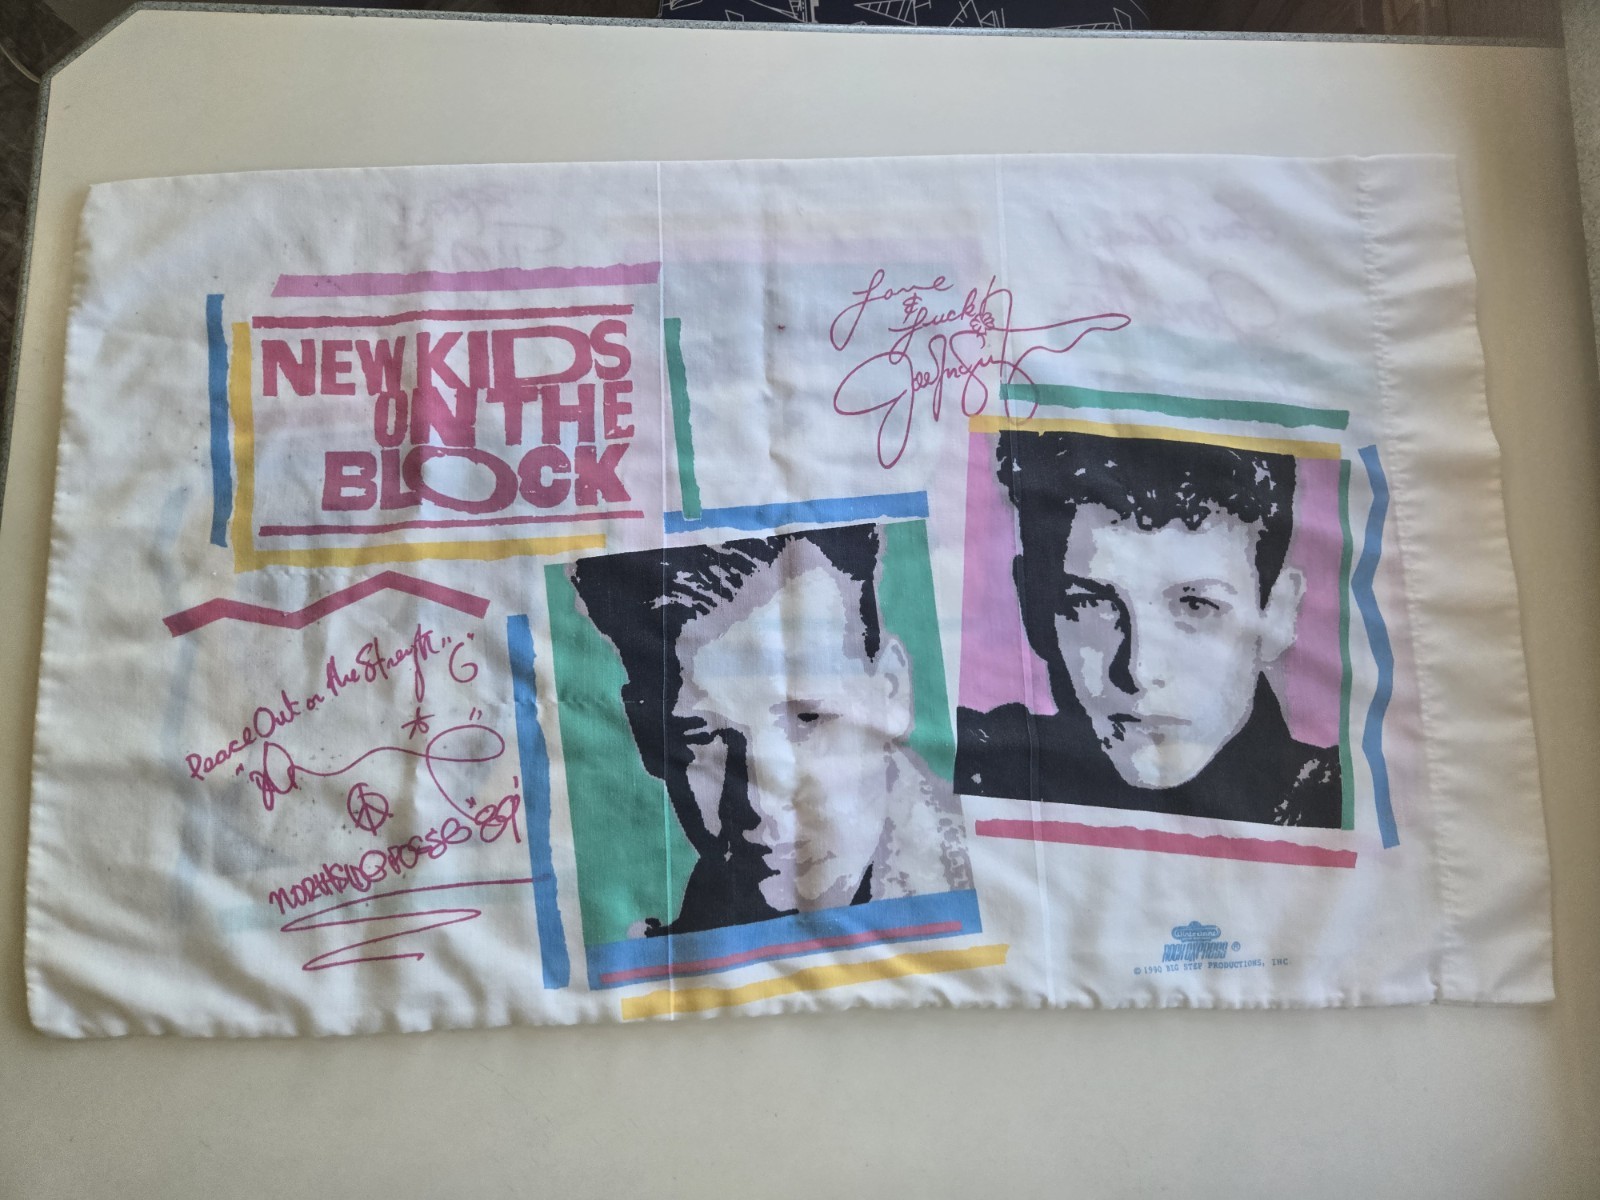 NEW KIDS
ON THE
BLOCK
Love
&
Luck
Peace Out on the Strength "G"
NORTHSIDE POSSE "89"
Winterland
ROCK EXPRESS ®
© 1990 BIG STEP PRODUCTIONS, INC.